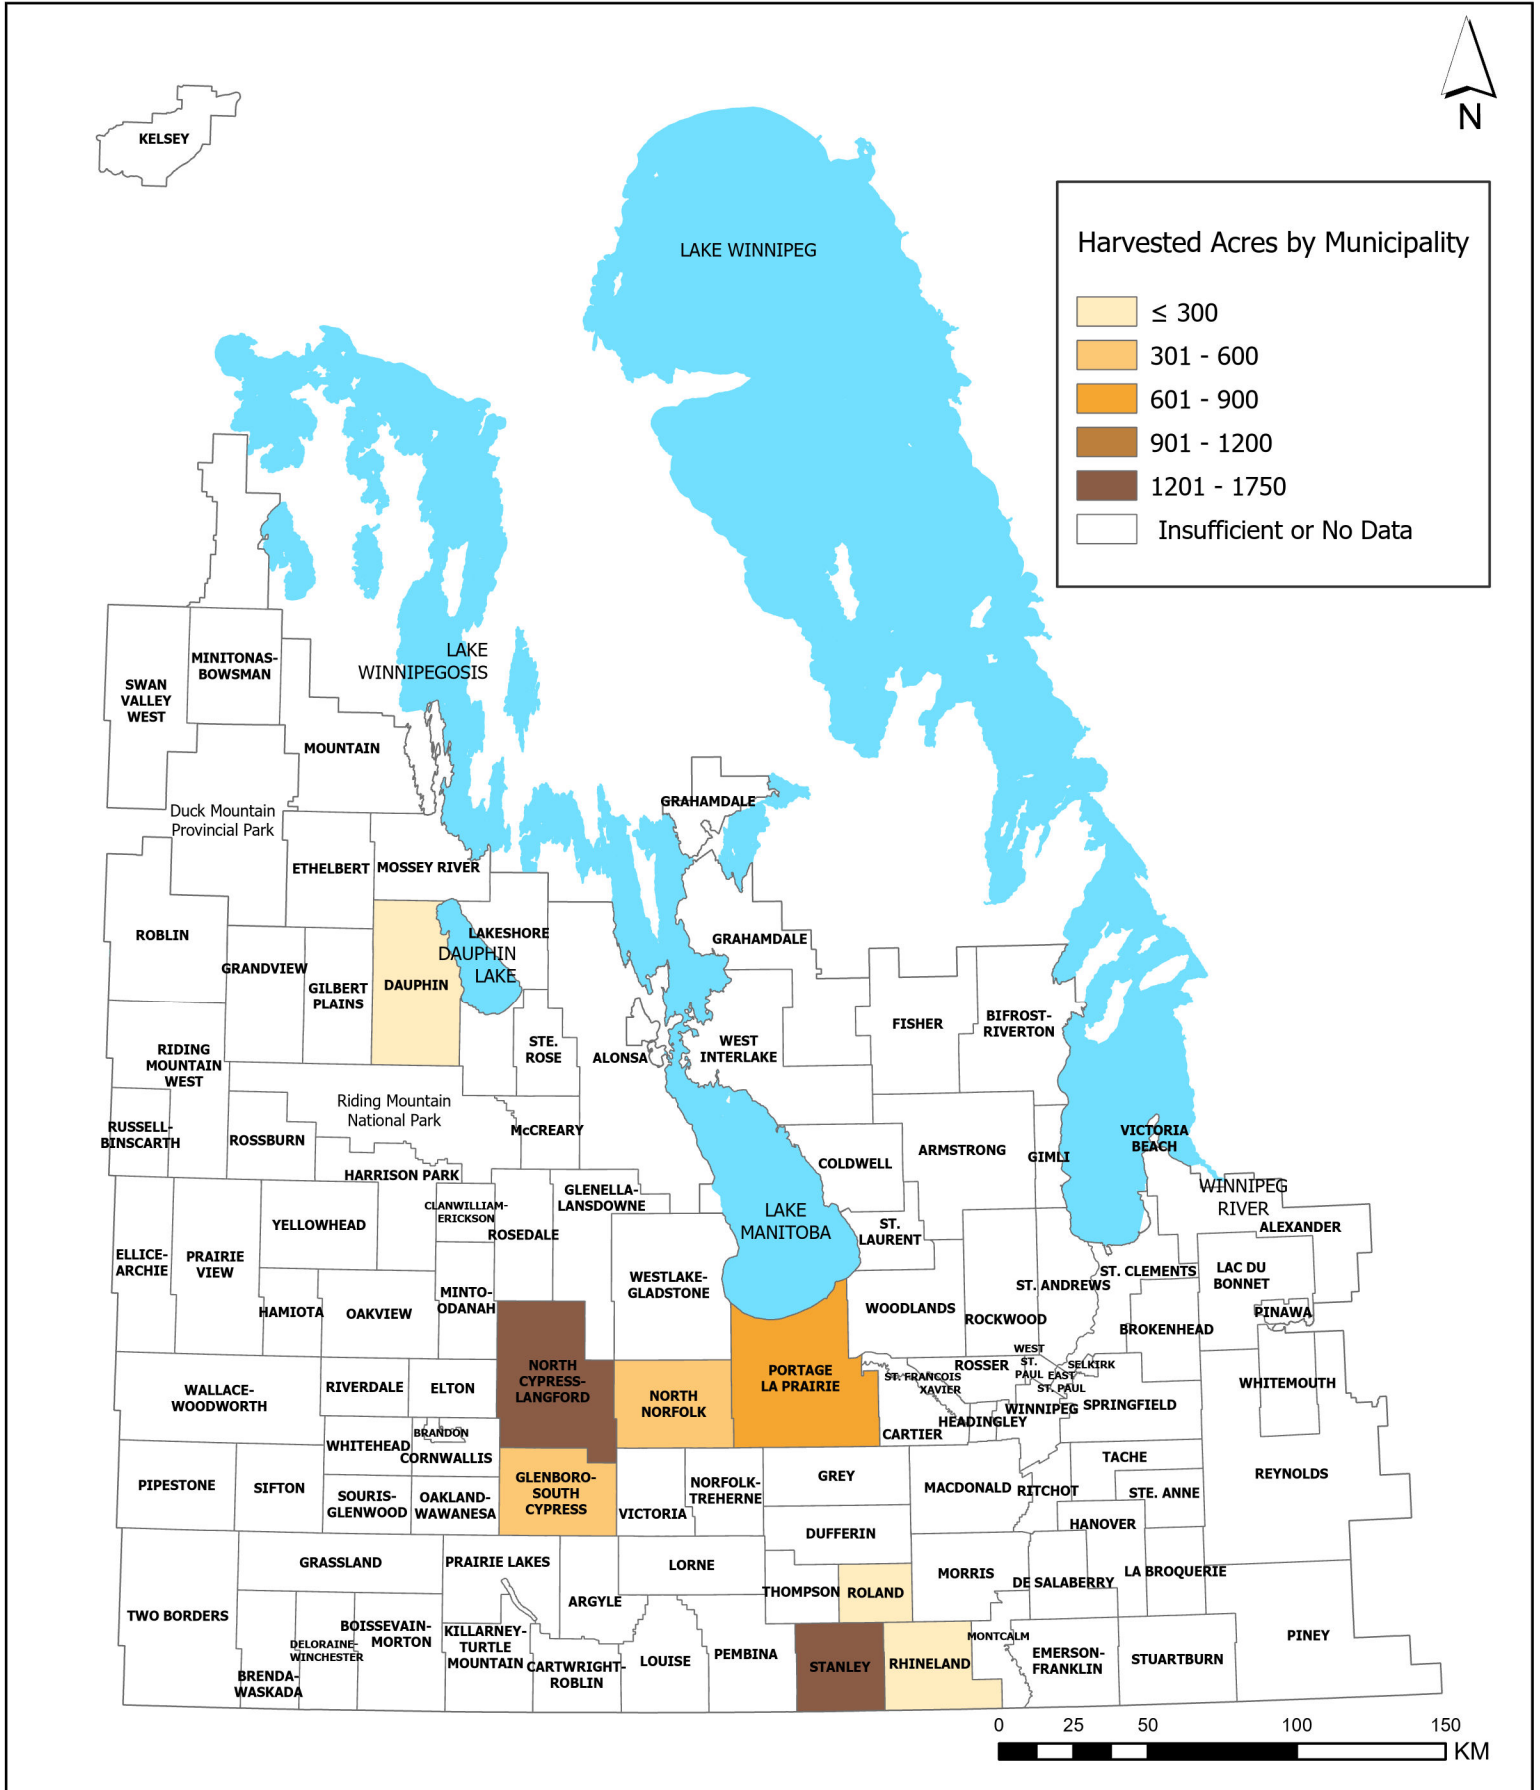 N
KELSEY
LAKE WINNIPEG
Harvested Acres by Municipality
≤ 300
301 - 600
601 - 900
901 - 1200
1201 - 1750
Insufficient or No Data
LAKE
WINNIPEGOSIS
MINITONAS-
BOWSMAN
SWAN
VALLEY
WEST
MOUNTAIN
Duck Mountain
Provincial Park
GRAHAMDALE
ETHELBERT
MOSSEY RIVER
ROBLIN
GRANDVIEW
GILBERT
PLAINS
DAUPHIN
LAKESHORE
DAUPHIN
LAKE
GRAHAMDALE
STE.
ROSE
ALONSA
WEST
INTERLAKE
FISHER
BIFROST-
RIVERTON
RIDING
MOUNTAIN
WEST
Riding Mountain
National Park
RUSSELL-
BINSCARTH
ROSSBURN
McCREARY
HARRISON PARK
COLDWELL
ARMSTRONG
GIMLI
VICTORIA
BEACH
WINNIPEG
RIVER
ALEXANDER
CLANWILLIAM-
ERICKSON
GLENELLA-
LANSDOWNE
ROSEDALE
YELLOWHEAD
ELLICE-
ARCHIE
PRAIRIE
VIEW
LAKE
MANITOBA
ST.
LAURENT
HAMIOTA
OAKVIEW
MINTO-
ODANAH
WESTLAKE-
GLADSTONE
WOODLANDS
ROCKWOOD
ST. ANDREWS
ST. CLEMENTS
LAC DU
BONNET
PINAWA
BROKENHEAD
WALLACE-
WOODWORTH
RIVERDALE
ELTON
NORTH
CYPRESS-
LANGFORD
NORTH
NORFOLK
PORTAGE
LA PRAIRIE
ST. FRANCOIS
XAVIER
ROSSER
WEST
ST.
PAUL
EAST
ST. PAUL
SELKIRK
WHITEMOUTH
HEADINGLEY
WINNIPEG
SPRINGFIELD
CARTIER
WHITEHEAD
BRANDON
CORNWALLIS
PIPESTONE
SIFTON
SOURIS-
GLENWOOD
OAKLAND-
WAWANESA
GLENBORO-
SOUTH
CYPRESS
VICTORIA
NORFOLK-
TREHERNE
GREY
MACDONALD
RITCHOT
TACHE
STE. ANNE
REYNOLDS
DUFFERIN
HANOVER
GRASSLAND
PRAIRIE LAKES
LORNE
ARGYLE
THOMPSON
ROLAND
MORRIS
DE SALABERRY
LA BROQUERIE
TWO BORDERS
BRENDA-
WASKADA
DELORAINE-
WINCHESTER
BOISSEVAIN-
MORTON
KILLARNEY-
TURTLE
MOUNTAIN
CARTWRIGHT-
ROBLIN
LOUISE
PEMBINA
STANLEY
RHINELAND
MONTCALM
EMERSON-
FRANKLIN
STUARTBURN
PINEY
0 25 50 100 150
KM